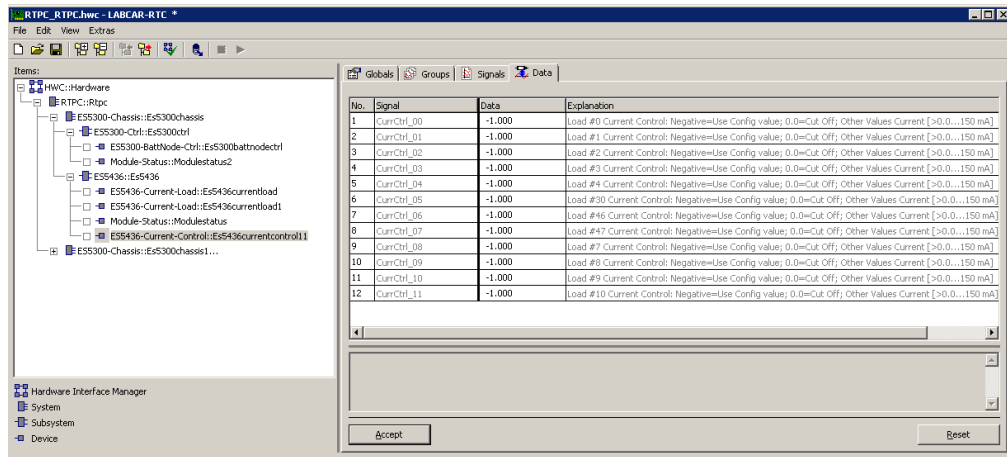 RTPC_RTPC.hwc - LABCAR-RTC *
File Edit View Extras
Items:
HWC::Hardware
RTPC::Rtpc
ES5300-Chassis::Es5300chassis
ES5300-Ctrl::Es5300ctrl
ES5300-BattNode-Ctrl::Es5300battnodectrl
Module-Status::Modulestatus2
ES5436::Es5436
ES5436-Current-Load::Es5436currentload
ES5436-Current-Load::Es5436currentload1
Module-Status::Modulestatus
ES5436-Current-Control::Es5436currentcontrol11
ES5300-Chassis::Es5300chassis1...
Hardware Interface Manager
System
Subsystem
Device
Globals Groups Signals Data
No. Signal Data Explanation
1 CurrCtrl_00 -1.000 Load #0 Current Control: Negative=Use Config value; 0.0=Cut Off; Other Values Current [>0.0...150 mA]
2 CurrCtrl_01 -1.000 Load #1 Current Control: Negative=Use Config value; 0.0=Cut Off; Other Values Current [>0.0...150 mA]
3 CurrCtrl_02 -1.000 Load #2 Current Control: Negative=Use Config value; 0.0=Cut Off; Other Values Current [>0.0...150 mA]
4 CurrCtrl_03 -1.000 Load #3 Current Control: Negative=Use Config value; 0.0=Cut Off; Other Values Current [>0.0...150 mA]
5 CurrCtrl_04 -1.000 Load #4 Current Control: Negative=Use Config value; 0.0=Cut Off; Other Values Current [>0.0...150 mA]
6 CurrCtrl_05 -1.000 Load #30 Current Control: Negative=Use Config value; 0.0=Cut Off; Other Values Current [>0.0...150 mA]
7 CurrCtrl_06 -1.000 Load #46 Current Control: Negative=Use Config value; 0.0=Cut Off; Other Values Current [>0.0...150 mA]
8 CurrCtrl_07 -1.000 Load #47 Current Control: Negative=Use Config value; 0.0=Cut Off; Other Values Current [>0.0...150 mA]
9 CurrCtrl_08 -1.000 Load #7 Current Control: Negative=Use Config value; 0.0=Cut Off; Other Values Current [>0.0...150 mA]
10 CurrCtrl_09 -1.000 Load #8 Current Control: Negative=Use Config value; 0.0=Cut Off; Other Values Current [>0.0...150 mA]
11 CurrCtrl_10 -1.000 Load #9 Current Control: Negative=Use Config value; 0.0=Cut Off; Other Values Current [>0.0...150 mA]
12 CurrCtrl_11 -1.000 Load #10 Current Control: Negative=Use Config value; 0.0=Cut Off; Other Values Current [>0.0...150 mA]
Accept Reset